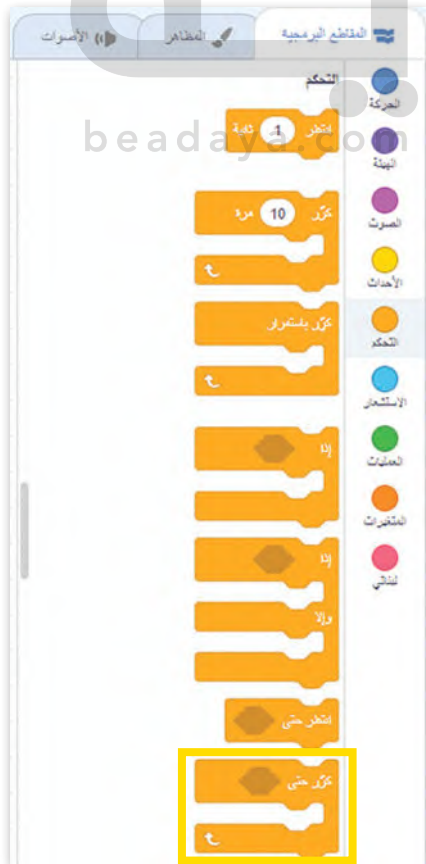 المقاطع البرمجية
المظاهر
الأصوات
التحكم
الحركة
الهيئة
الصوت
الأحداث
التحكم
الاستشعار
العمليات
المتغيرات
لبناتي
انتظر 1 ثانية
كرّر 10 مرة
كرّر باستمرار
إذا
إذا
وإلا
انتظر حتى
كرّر حتى
beadaya.com